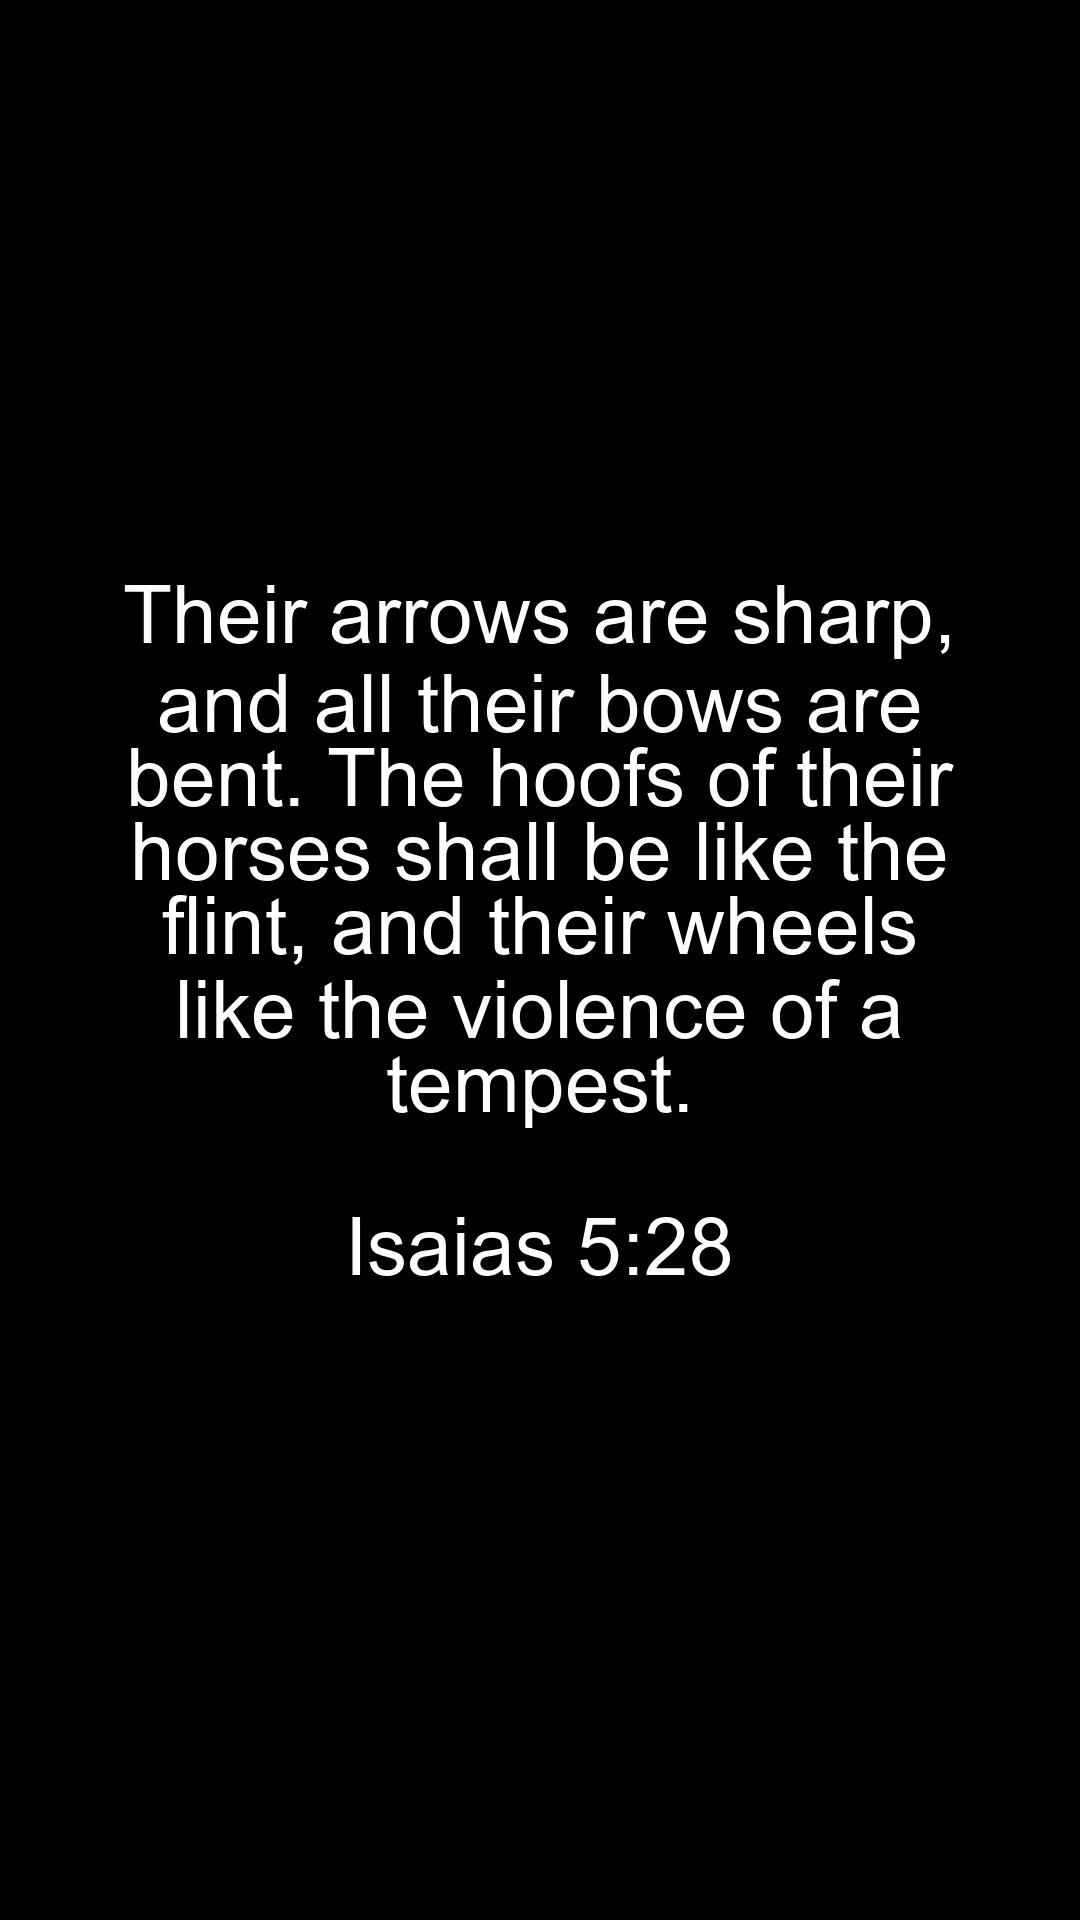 Their arrows are sharp,
and all their bows are
bent. The hoofs of their
horses shall be like the
flint, and their wheels
like the violence of a
tempest.
Isaias 5:28